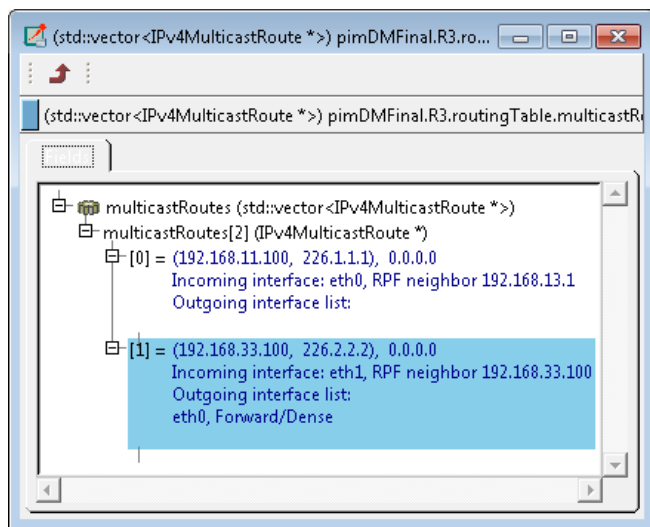 (std::vector<IPv4MulticastRoute *>) pimDMFinal.R3.ro...
(std::vector<IPv4MulticastRoute *>) pimDMFinal.R3.routingTable.multicastR
multicastRoutes (std::vector<IPv4MulticastRoute *>)
multicastRoutes[2] (IPv4MulticastRoute *)
[0] = (192.168.11.100, 226.1.1.1), 0.0.0.0
Incoming interface: eth0, RPF neighbor 192.168.13.1
Outgoing interface list:
[1] = (192.168.33.100, 226.2.2.2), 0.0.0.0
Incoming interface: eth1, RPF neighbor 192.168.33.100
Outgoing interface list:
eth0, Forward/Dense